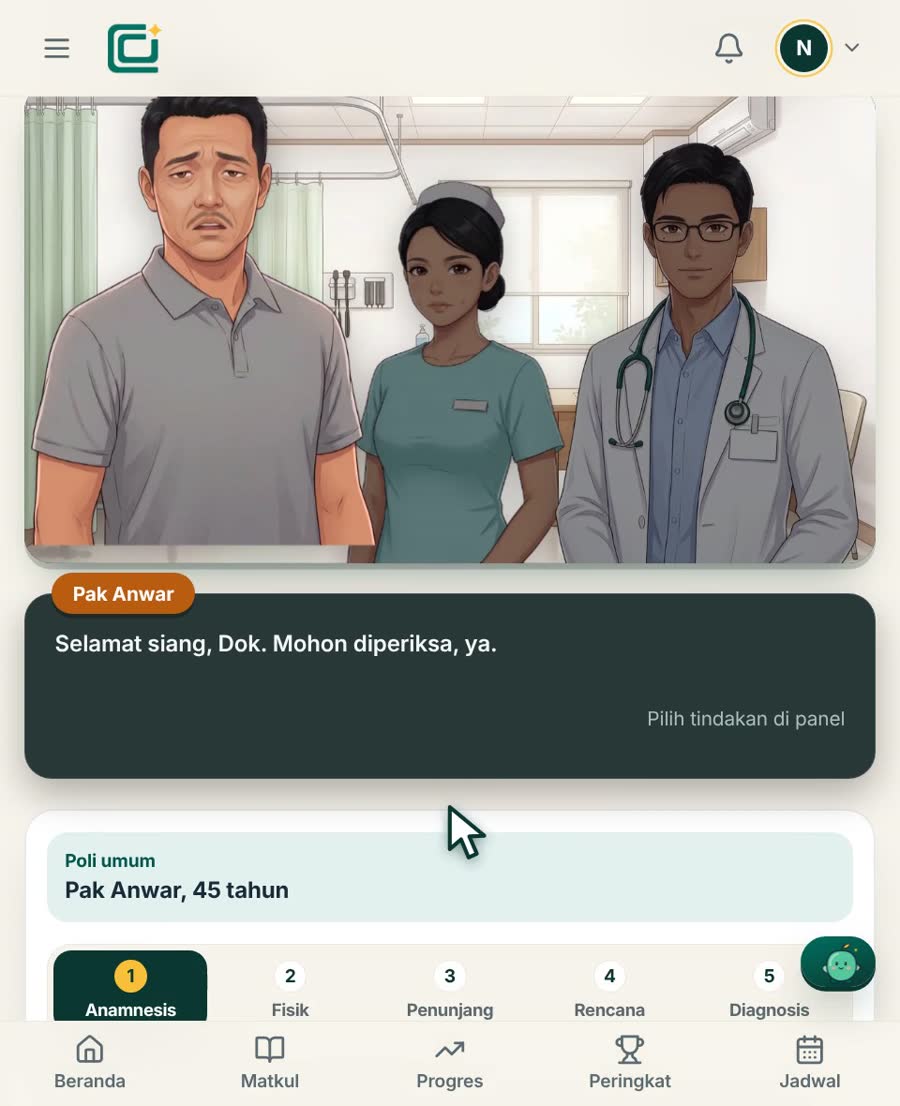 N
Pak Anwar
Selamat siang, Dok. Mohon diperiksa, ya.
Pilih tindakan di panel
Poli umum
Pak Anwar, 45 tahun
1 2 3 4 5
Anamnesis Fisik Penunjang Rencana Diagnosis
Beranda Matkul Progres Peringkat Jadwal